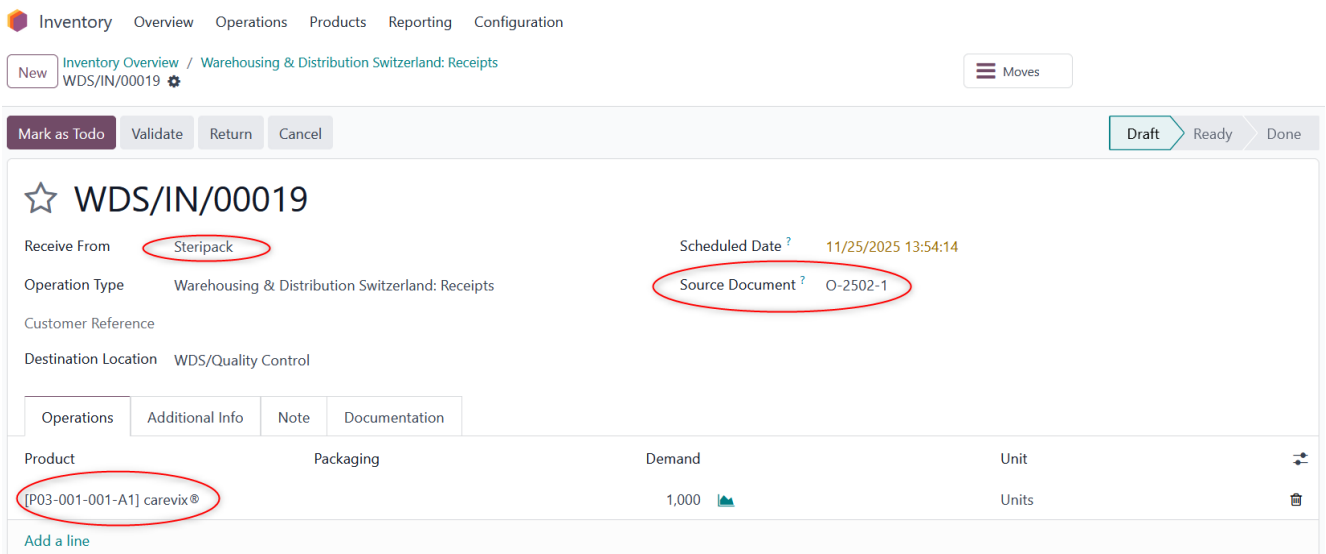 Inventory Overview Operations Products Reporting Configuration
New Inventory Overview / Warehousing & Distribution Switzerland: Receipts
WDS/IN/00019
Moves
Mark as Todo Validate Return Cancel Draft Ready Done
WDS/IN/00019
Receive From Steripack Scheduled Date ? 11/25/2025 13:54:14
Operation Type Warehousing & Distribution Switzerland: Receipts Source Document ? O-2502-1
Customer Reference
Destination Location WDS/Quality Control
Operations Additional Info Note Documentation
Product Packaging Demand Unit
[P03-001-001-A1] carevix® 1,000 Units
Add a line